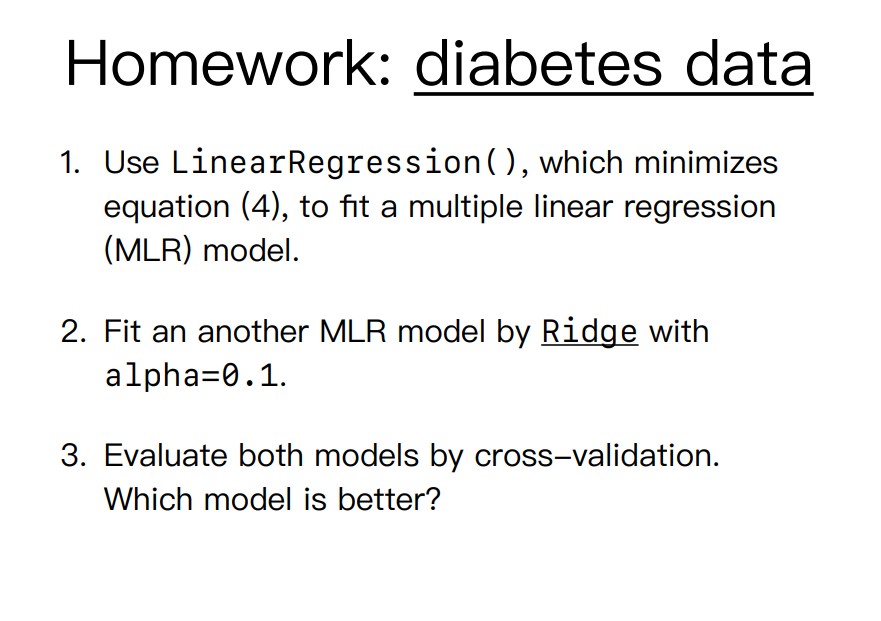 Homework: diabetes data
1. Use LinearRegression(), which minimizes
equation (4), to fit a multiple linear regression
(MLR) model.
2. Fit an another MLR model by Ridge with
alpha=0.1.
3. Evaluate both models by cross–validation.
Which model is better?